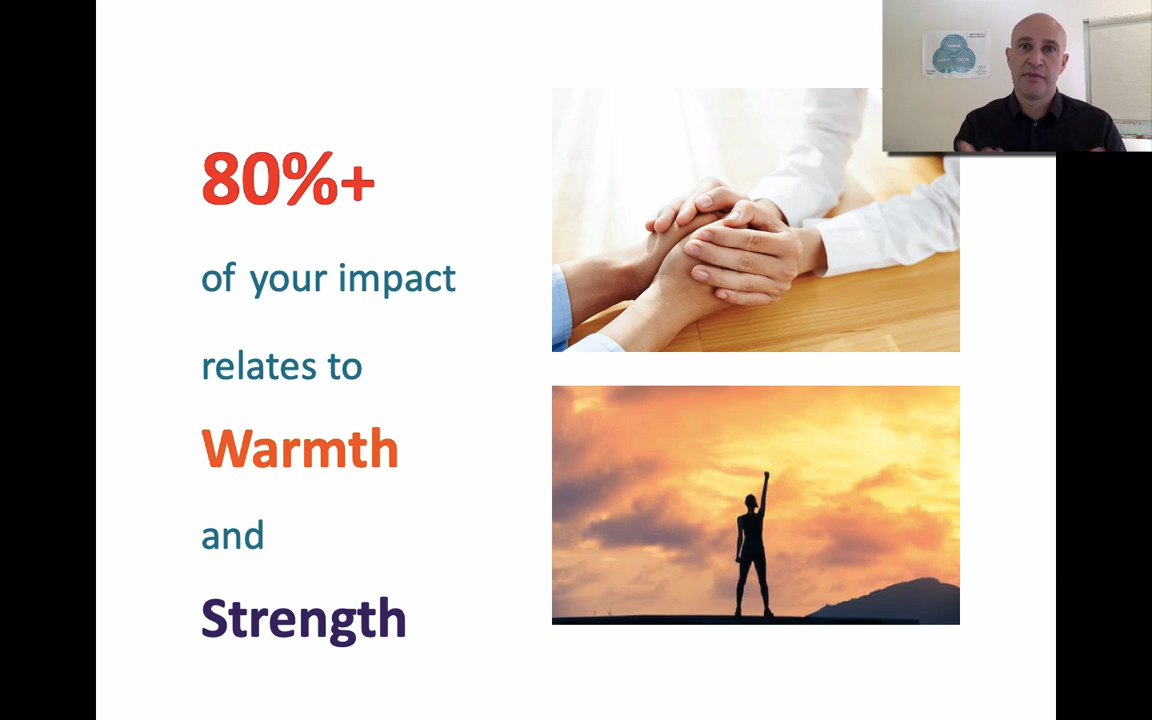 80%+
of your impact
relates to
Warmth
and
Strength